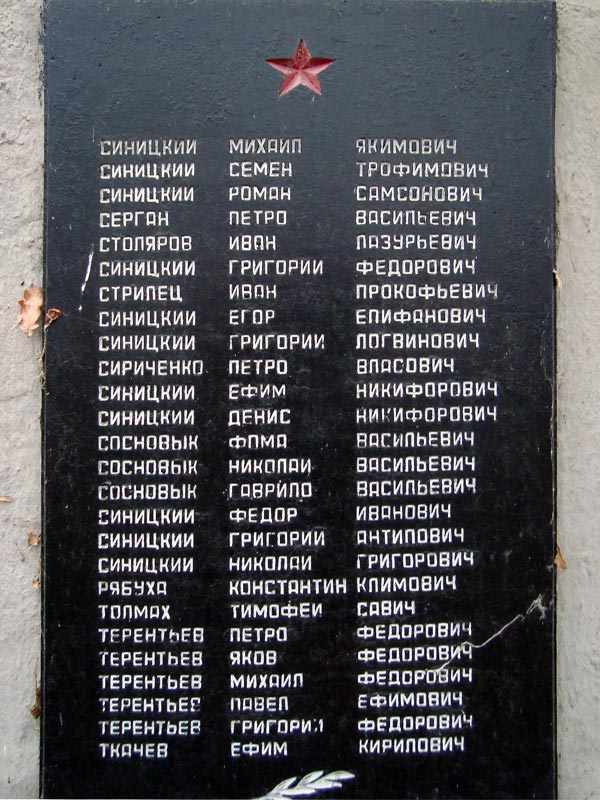 СИНИЦКИИ МИХАИЛ ЯКИМОВИЧ
СИНИЦКИИ СЕМЕН ТРОФИМОВИЧ
СИНИЦКИИ РОМАН САМСОНОВИЧ
СЕРГАН ПЕТРО ВАСИЛЬЕВИЧ
СТОЛЯРОВ ИВАН ЛАЗУРЬЕВИЧ
СИНИЦКИИ ГРИГОРИИ ФЕДОРОВИЧ
СТРИЛЕЦ ИВАН ПРОКОФЬЕВИЧ
СИНИЦКИИ ЕГОР ЕПИФАНОВИЧ
СИНИЦКИИ ГРИГОРИИ ЛОГВИНОВИЧ
СИРИЧЕНКО ПЕТРО ВЛАСОВИЧ
СИНИЦКИИ ЕФИМ НИКИФОРОВИЧ
СИНИЦКИИ ДЕНИС НИКИФОРОВИЧ
СОСНОВЫК ФОМА ВАСИЛЬЕВИЧ
СОСНОВЫК НИКОЛАИ ВАСИЛЬЕВИЧ
СОСНОВЫК ГАВРИЛО ВАСИЛЬЕВИЧ
СИНИЦКИИ ФЕДОР ИВАНОВИЧ
СИНИЦКИИ ГРИГОРИИ АНТИПОВИЧ
СИНИЦКИИ НИКОЛАИ ГРИГОРОВИЧ
РЯБУХА КОНСТАНТИН КЛИМОВИЧ
ТОЛМАХ ТИМОФЕИ САВИЧ
ТЕРЕНТЬЕВ ПЕТРО ФЕДОРОВИЧ
ТЕРЕНТЬЕВ ЯКОВ ФЕДОРОВИЧ
ТЕРЕНТЬЕВ МИХАИЛ ФЕДОРОВИЧ
ТЕРЕНТЬЕВ ПАВЕЛ ЕФИМОВИЧ
ТЕРЕНТЬЕВ ГРИГОРИЙ ФЕДОРОВИЧ
ТКАЧЕВ ЕФИМ КИРИЛОВИЧ